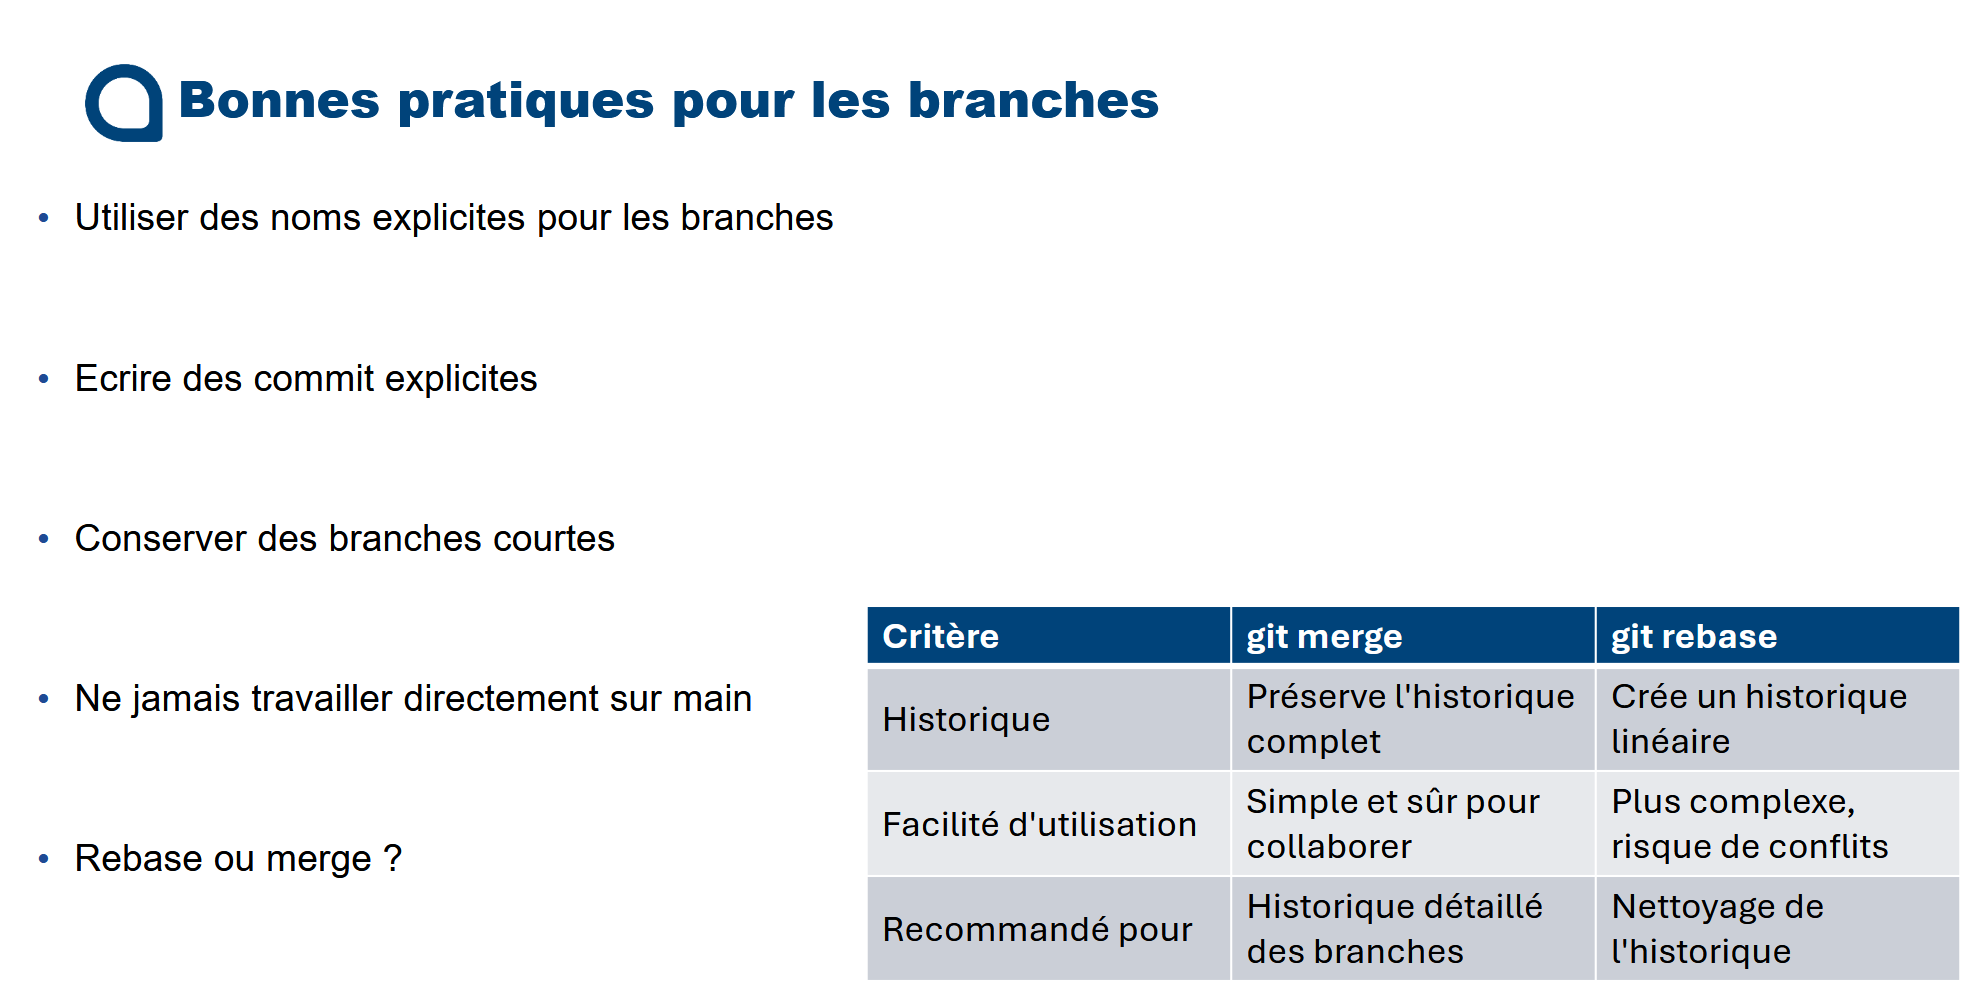 Bonnes pratiques pour les branches
• Utiliser des noms explicites pour les branches
• Ecrire des commit explicites
• Conserver des branches courtes
• Ne jamais travailler directement sur main
• Rebase ou merge ?
Critère git merge git rebase
Historique
Préserve l'historique
complet
Crée un historique
linéaire
Facilité d'utilisation
Simple et sûr pour
collaborer
Plus complexe,
risque de conflits
Recommandé pour
Historique détaillé
des branches
Nettoyage de
l'historique